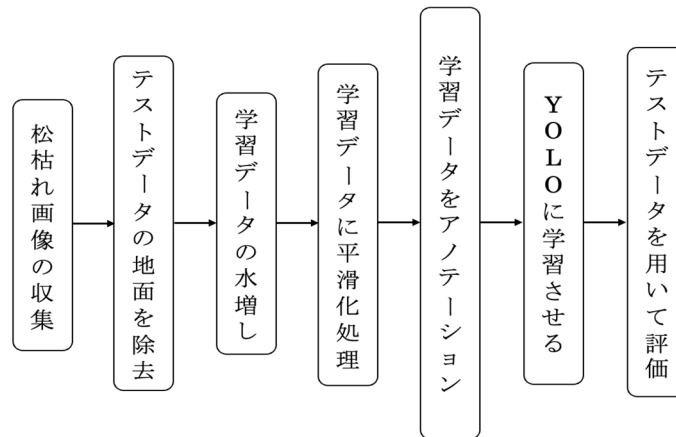 松枯れ画像の収集
テストデータの地面を除去
学習データの水増し
学習データに平滑化処理
学習データをアノテーション
YOLOに学習させる
テストデータを用いて評価